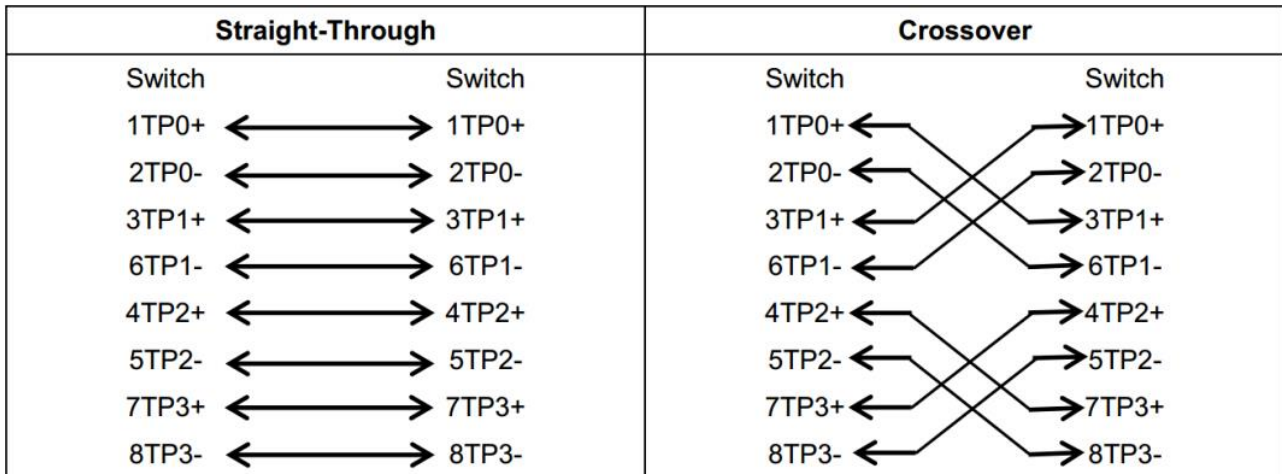 Straight-Through Crossover
Switch Switch Switch Switch
1TP0+ 1TP0+ 1TP0+ 1TP0+
2TP0- 2TP0- 2TP0- 2TP0-
3TP1+ 3TP1+ 3TP1+ 3TP1+
6TP1- 6TP1- 6TP1- 6TP1-
4TP2+ 4TP2+ 4TP2+ 4TP2+
5TP2- 5TP2- 5TP2- 5TP2-
7TP3+ 7TP3+ 7TP3+ 7TP3+
8TP3- 8TP3- 8TP3- 8TP3-